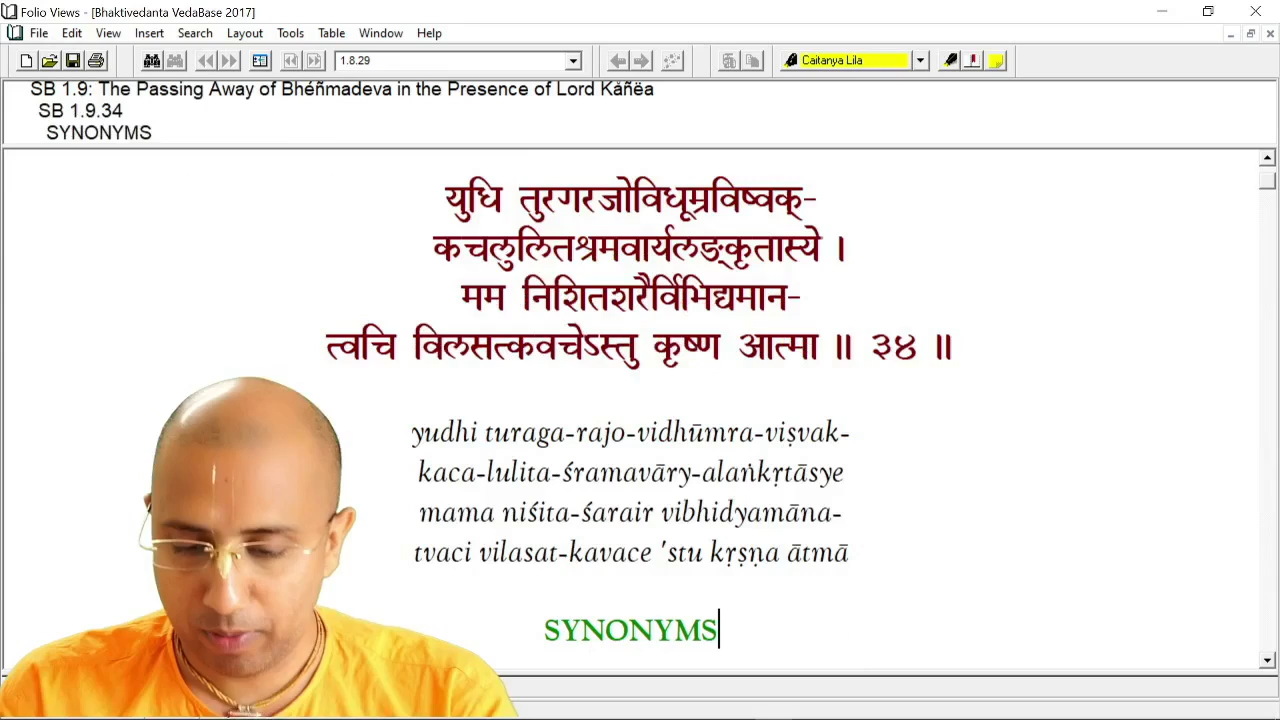 Folio Views - [Bhaktivedanta VedaBase 2017]
File Edit View Insert Search Layout Tools Table Window Help
1.8.29 Caitanya Lila
SB 1.9: The Passing Away of Bhéñmadeva in the Presence of Lord Kåñëa
SB 1.9.34
SYNONYMS
युधि तुरगरजोविधूम्रविष्वक्-
कचलुलितश्रमवार्यलङ्कृतास्ये ।
मम निशितशरैर्विभिद्यमान-
त्वचि विलसत्कवचेऽस्तु कृष्ण आत्मा ॥ ३४ ॥
yudhi turaga-rajo-vidhūmra-viṣvak-
kaca-lulita-śramavāry-alaṅkṛtāsye
mama niśita-śarair vibhidyamāna-
tvaci vilasat-kavace 'stu kṛṣṇa ātmā
SYNONYMS